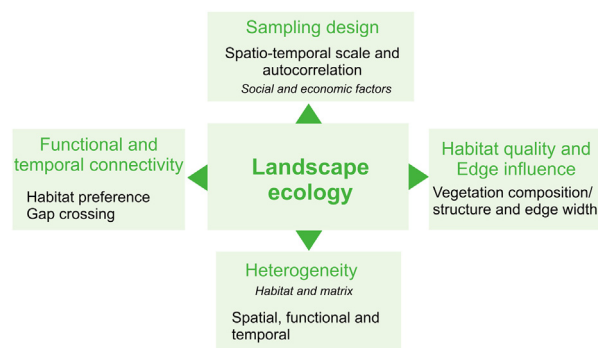 Sampling design
Spatio-temporal scale and
autocorrelation
Social and economic factors
Functional and
temporal connectivity
Habitat preference
Gap crossing
Landscape
ecology
Habitat quality and
Edge influence
Vegetation composition/
structure and edge width
Heterogeneity
Habitat and matrix
Spatial, functional and
temporal